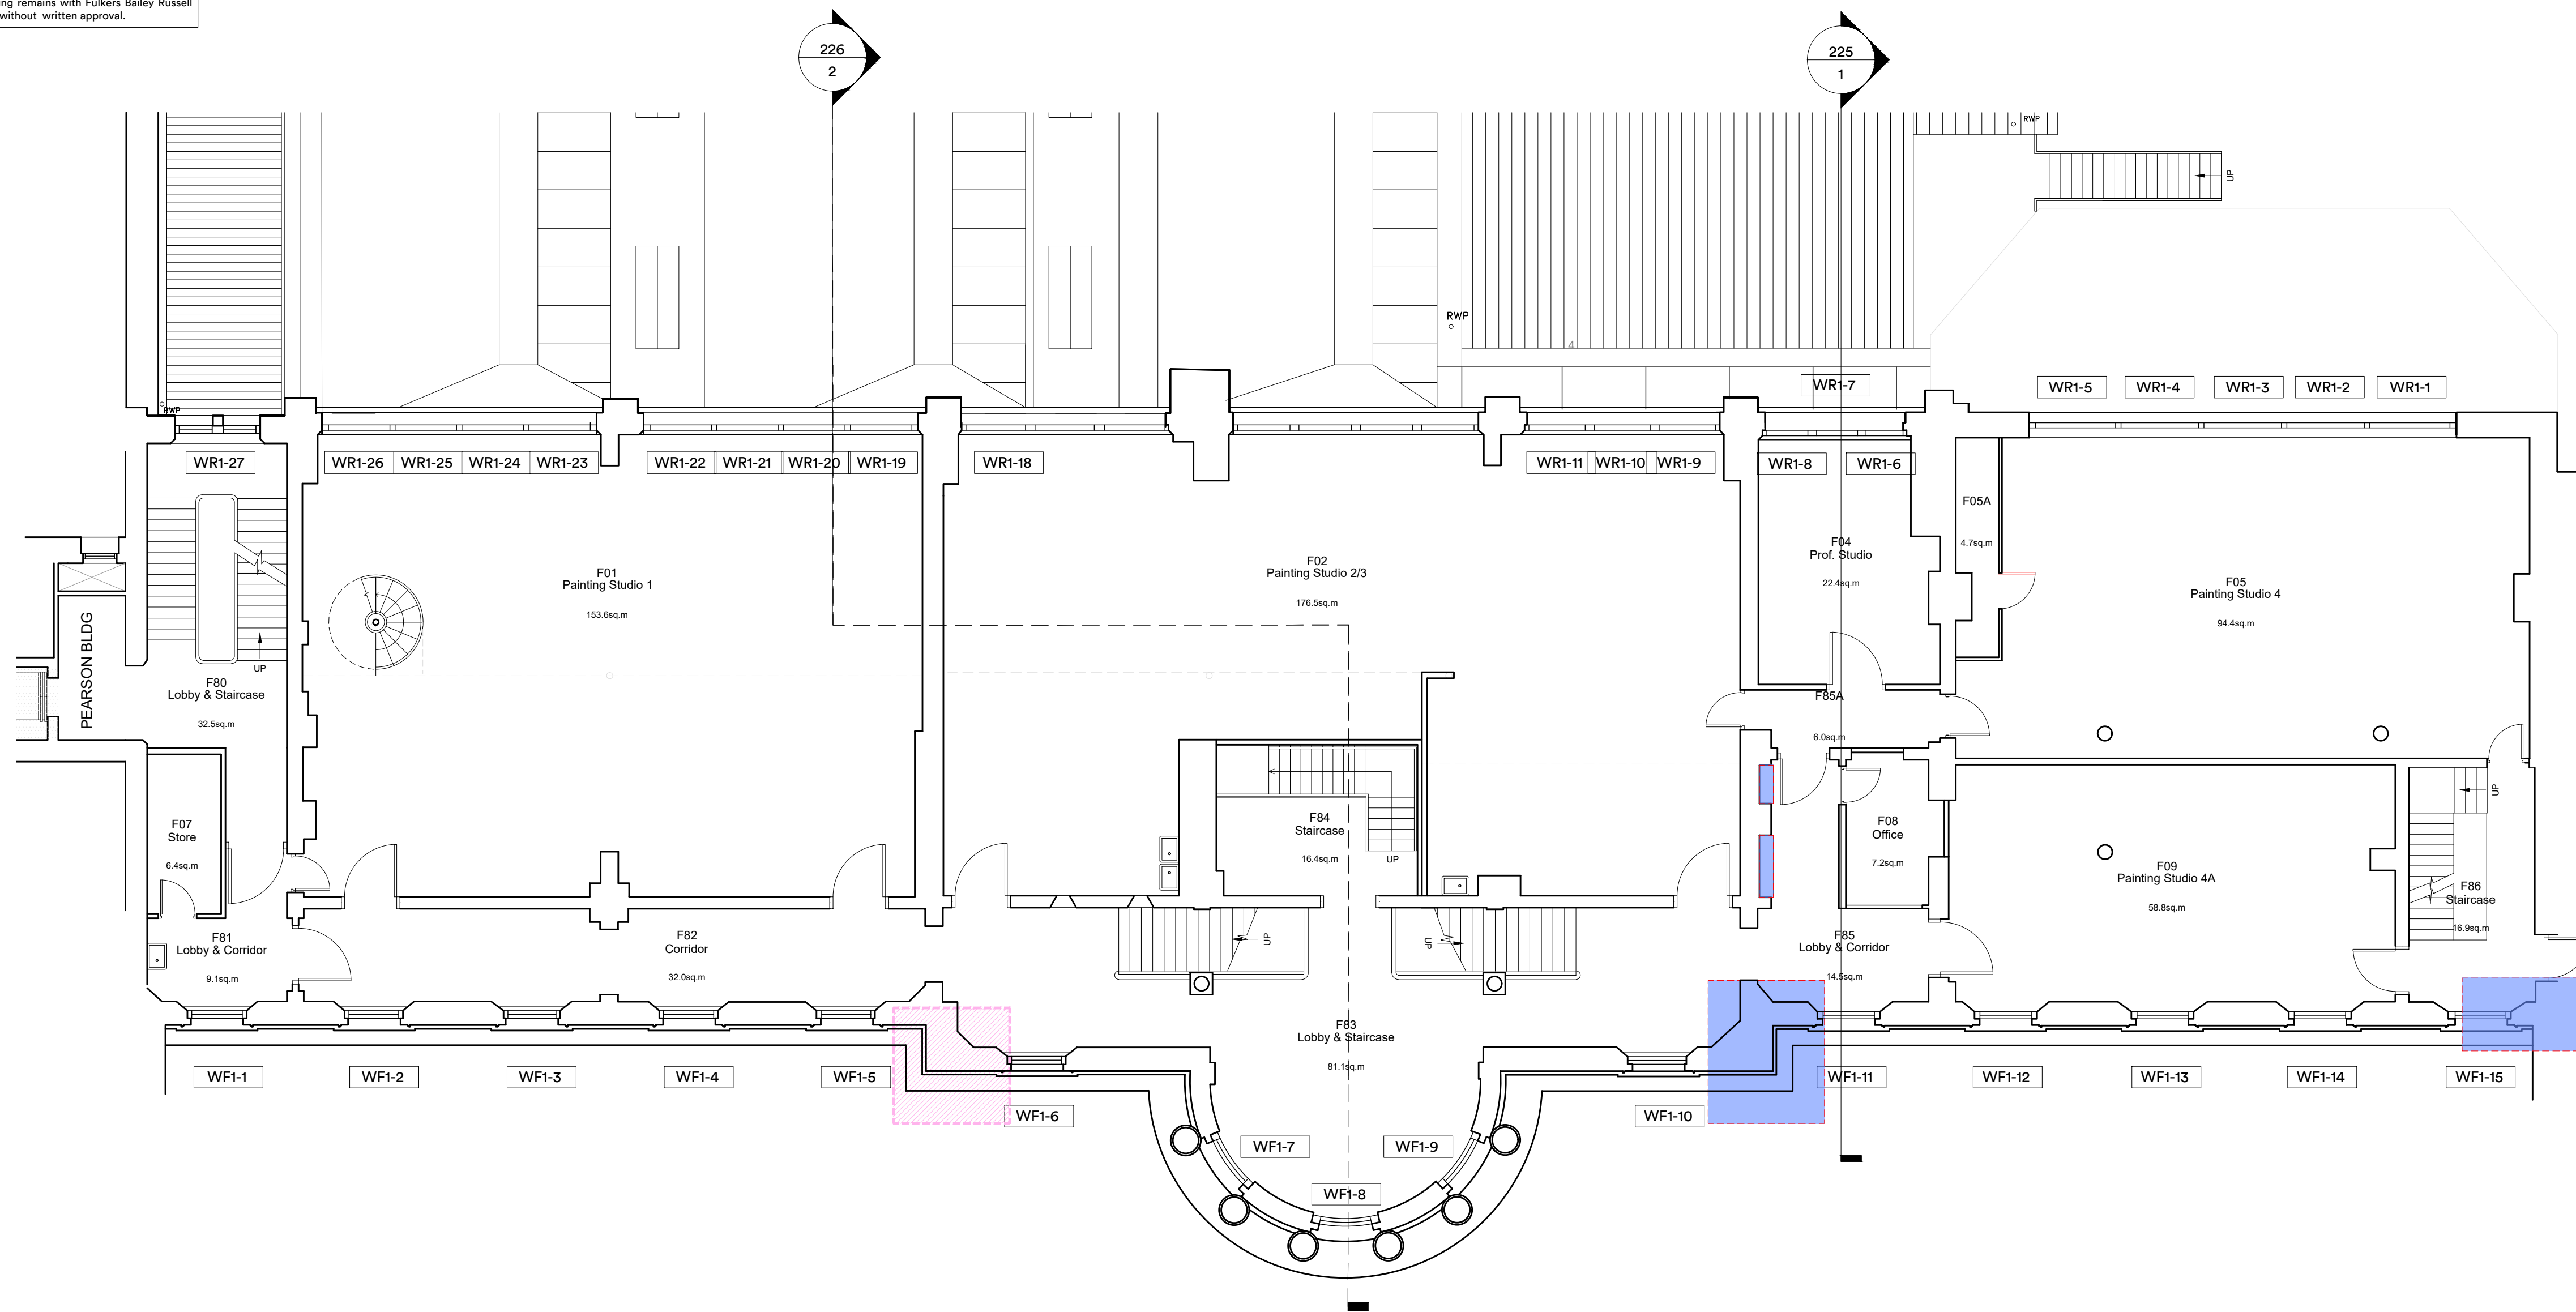 ing remains with Fulkers Bailey Russell
without written approval.
226
2
225
1
RWP
UP
RWP
4
RWP
WR1-7
WR1-5
WR1-4
WR1-3
WR1-2
WR1-1
WR1-27
WR1-26
WR1-25
WR1-24
WR1-23
WR1-22
WR1-21
WR1-20
WR1-19
WR1-18
WR1-11
WR1-10
WR1-9
WR1-8
WR1-6
F05A
4.7sq.m
F01
Painting Studio 1
153.6sq.m
F02
Painting Studio 2/3
176.5sq.m
F04
Prof. Studio
22.4sq.m
F05
Painting Studio 4
94.4sq.m
PEARSON BLDG
UP
F80
Lobby & Staircase
32.5sq.m
F85A
6.0sq.m
F07
Store
6.4sq.m
F84
Staircase
16.4sq.m
UP
F08
Office
7.2sq.m
F09
Painting Studio 4A
58.8sq.m
UP
F86
Staircase
16.9sq.m
F81
Lobby & Corridor
9.1sq.m
F82
Corridor
32.0sq.m
UP
UP
F85
Lobby & Corridor
14.5sq.m
F83
Lobby & Staircase
81.1sq.m
WF1-1
WF1-2
WF1-3
WF1-4
WF1-5
WF1-6
WF1-7
WF1-8
WF1-9
WF1-10
WF1-11
WF1-12
WF1-13
WF1-14
WF1-15